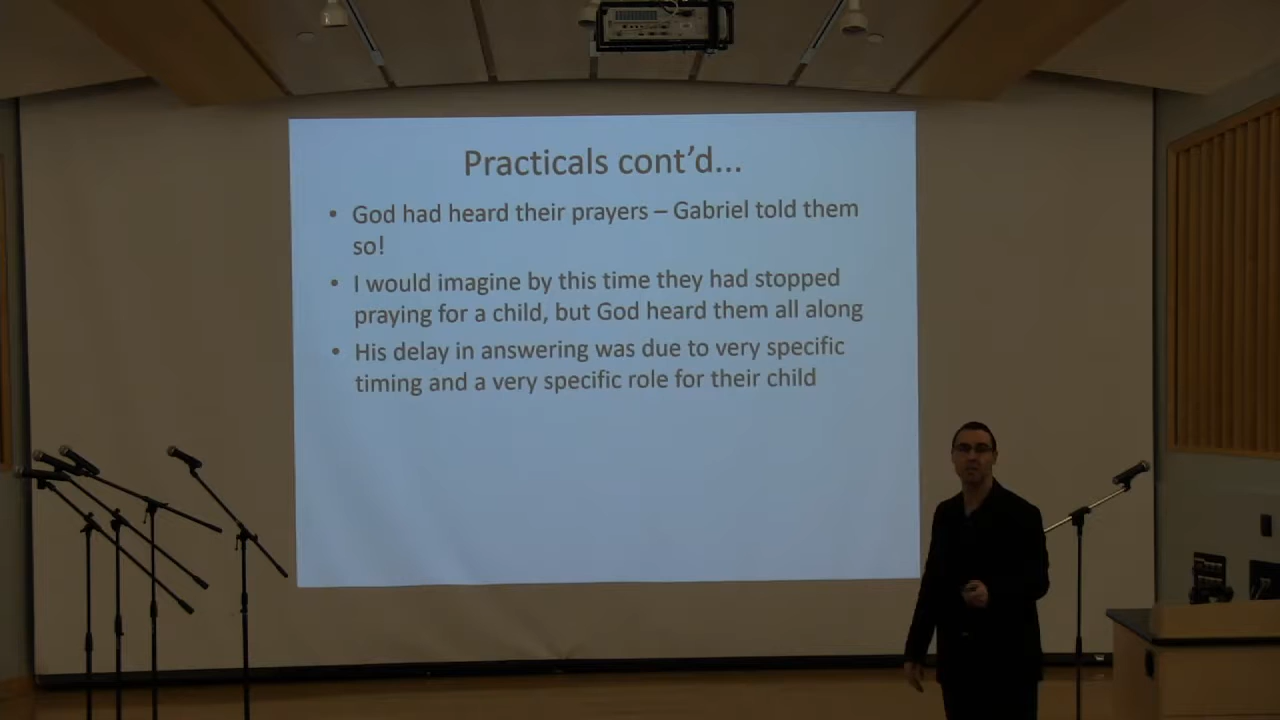 Practicals cont’d...
• God had heard their prayers – Gabriel told them
so!
• I would imagine by this time they had stopped
praying for a child, but God heard them all along
• His delay in answering was due to very specific
timing and a very specific role for their child